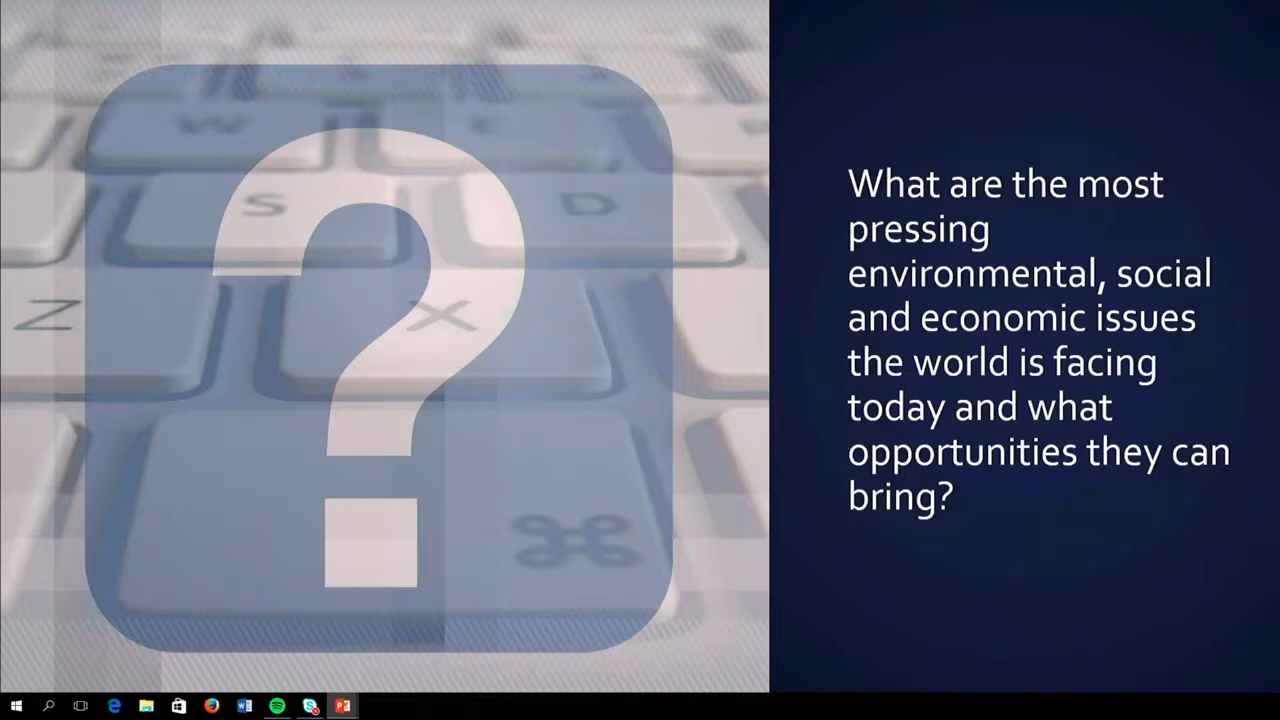 What are the most
pressing
environmental, social
and economic issues
the world is facing
today and what
opportunities they can
bring?
W
S D
Z X
?